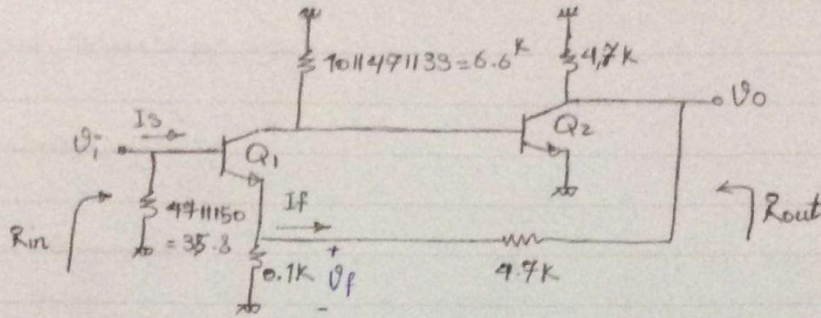 10||47||33=6.6K
4,7K
Vo
Is
Vi
Q1
Q2
If
Rin
47||150
=35.8
0.1K
+
Vf
-
4.7K
Rout